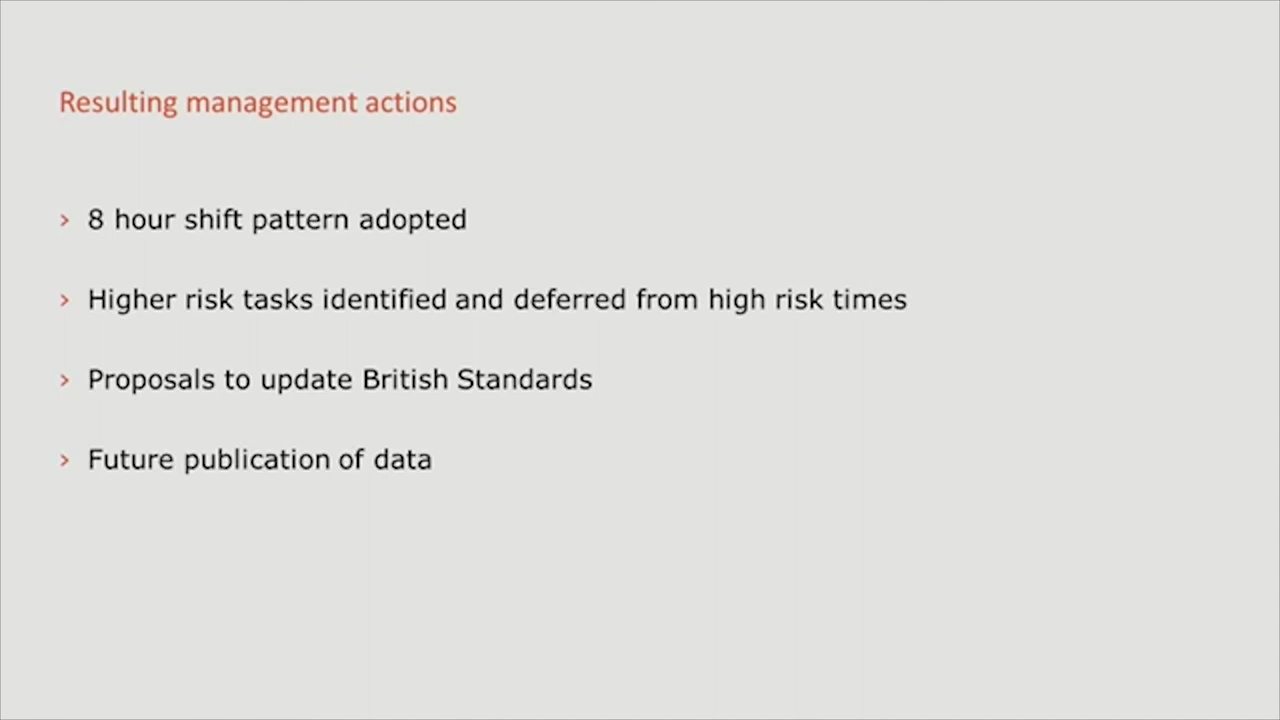 Resulting management actions
› 8 hour shift pattern adopted
› Higher risk tasks identified and deferred from high risk times
› Proposals to update British Standards
› Future publication of data